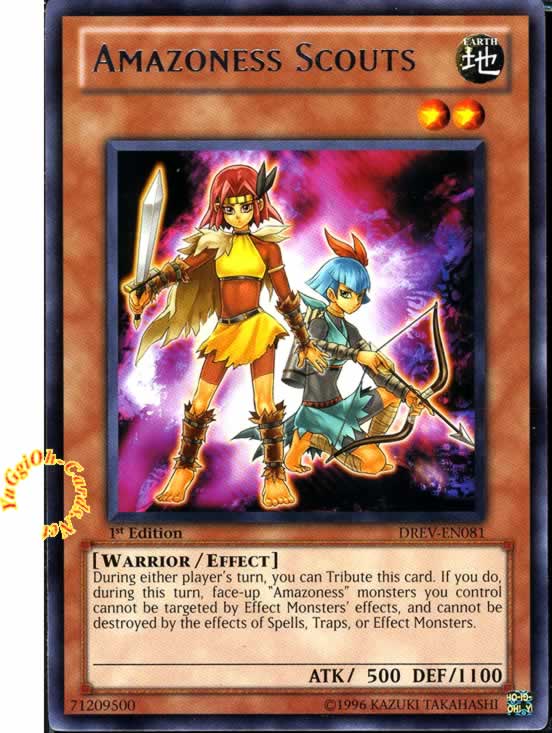 AMAZONESS SCOUTS
EARTH
地
1st Edition
DREV-EN081
[WARRIOR/EFFECT]
During either player's turn, you can Tribute this card. If you do,
during this turn, face-up "Amazoness" monsters you control
cannot be targeted by Effect Monsters' effects, and cannot be
destroyed by the effects of Spells, Traps, or Effect Monsters.
ATK/ 500 DEF/1100
71209500
©1996 KAZUKI TAKAHASHI
YuGgiOh-Cards.Net